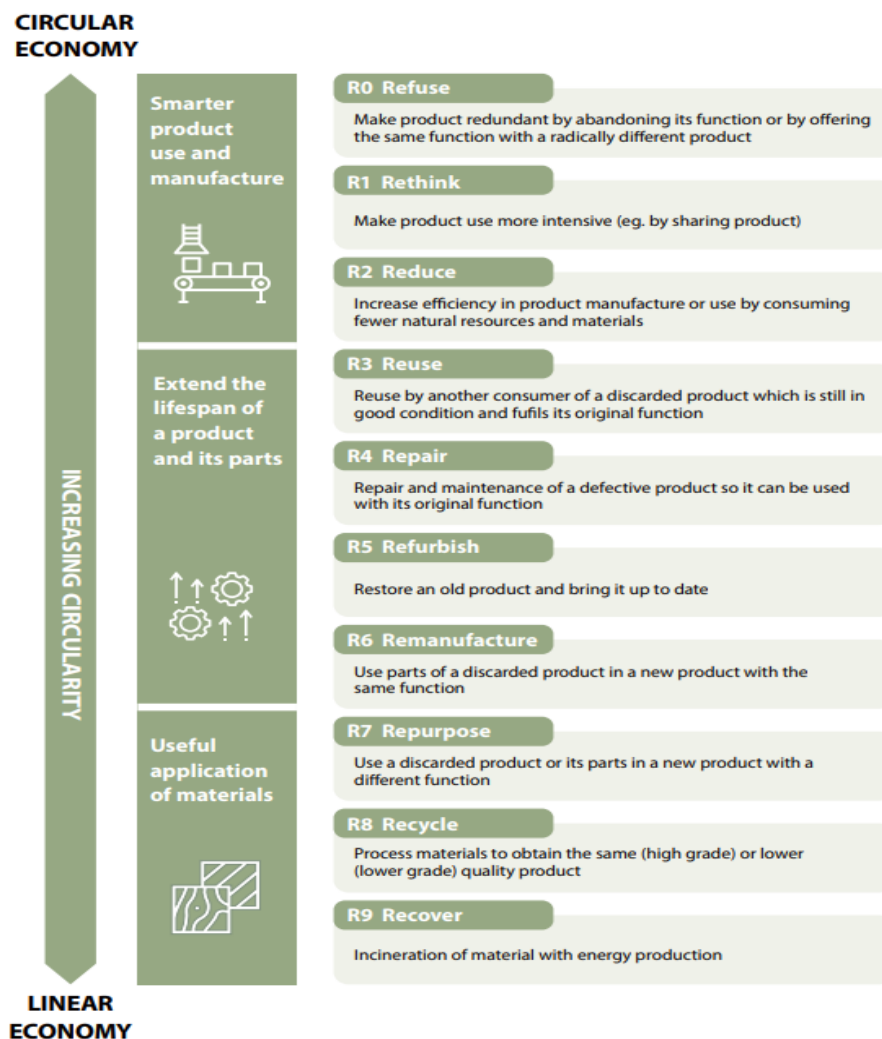 CIRCULAR
ECONOMY
INCREASING CIRCULARITY
Smarter
product
use and
manufacture
R0 Refuse
Make product redundant by abandoning its function or by offering
the same function with a radically different product
R1 Rethink
Make product use more intensive (eg. by sharing product)
R2 Reduce
Increase efficiency in product manufacture or use by consuming
fewer natural resources and materials
Extend the
lifespan of
a product
and its parts
R3 Reuse
Reuse by another consumer of a discarded product which is still in
good condition and fufils its original function
R4 Repair
Repair and maintenance of a defective product so it can be used
with its original function
R5 Refurbish
Restore an old product and bring it up to date
R6 Remanufacture
Use parts of a discarded product in a new product with the
same function
Useful
application
of materials
R7 Repurpose
Use a discarded product or its parts in a new product with a
different function
R8 Recycle
Process materials to obtain the same (high grade) or lower
(lower grade) quality product
R9 Recover
Incineration of material with energy production
LINEAR
ECONOMY